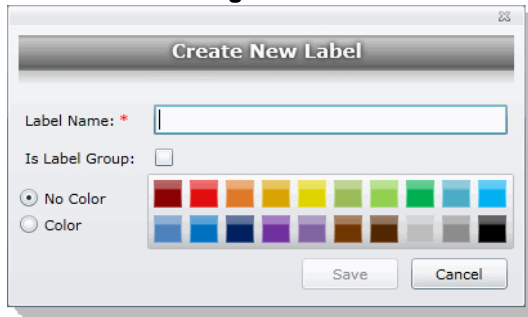 Create New Label
Label Name: *
Is Label Group:
No Color
Color
Save
Cancel